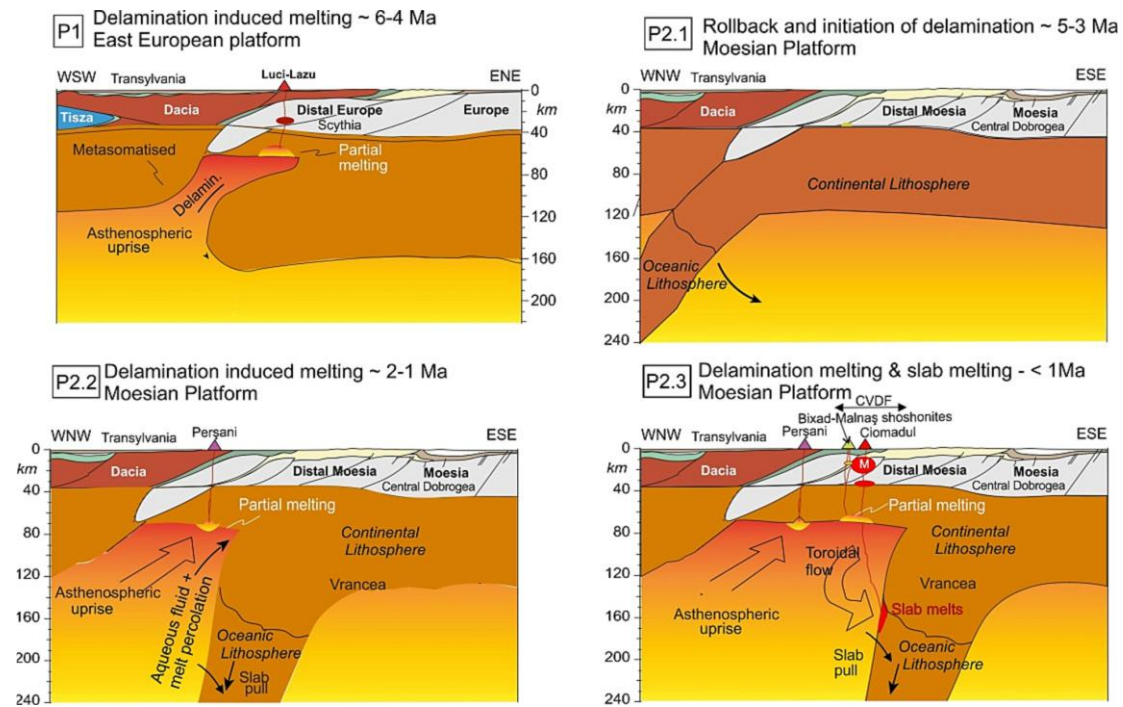 P1
Delamination induced melting ~ 6-4 Ma
East European platform
WSW
Transylvania
Luci-Lazu
ENE
0
km
40
80
120
160
200
Tisza
Dacia
Distal Europe
Scythia
Europe
Metasomatised
Partial
melting
Delamin.
Asthenospheric
uprise
P2.1
Rollback and initiation of delamination ~ 5-3 Ma
Moesian Platform
WNW
Transylvania
ESE
0
km
40
80
120
160
200
240
0
km
40
80
120
160
200
240
Dacia
Distal Moesia
Moesia
Central Dobrogea
Continental Lithosphere
Oceanic
Lithosphere
P2.2
Delamination induced melting ~ 2-1 Ma
Moesian Platform
WNW
Transylvania
Perşani
ESE
0
km
40
80
120
160
200
240
Dacia
Distal Moesia
Moesia
Central Dobrogea
Partial melting
Continental
Lithosphere
Asthenospheric
uprise
Aqueous fluid +
melt percolation
Vrancea
Oceanic
Lithosphere
Slab
pull
P2.3
Delamination melting & slab melting - < 1Ma
Moesian Platform
CVDF
Bixad-Malnaş shoshonites
WNW
Transylvania
Perşani
Ciomadul
ESE
0
km
40
80
120
160
200
240
Dacia
M
Distal Moesia
Moesia
Central Dobrogea
Partial melting
Continental
Lithosphere
Toroidal
flow
Vrancea
Asthenospheric
uprise
Slab melts
Slab
pull
Oceanic
Lithosphere